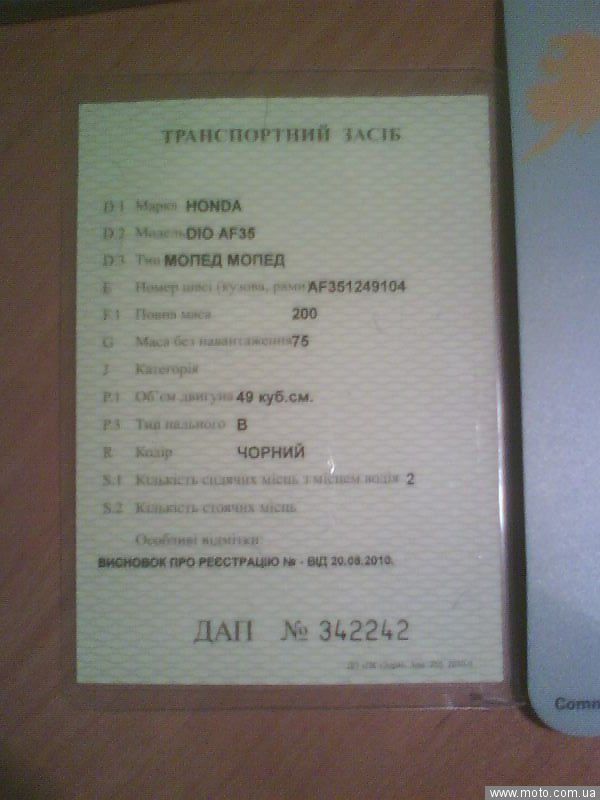 ТРАНСПОРТНИЙ ЗАСІБ
D.1 Марка HONDA
D.2 Модель DIO AF35
D.3 Тип МОПЕД МОПЕД
E Номер шасі (кузова, рами) AF351249104
F.1 Повна маса 200
G Маса без навантаження 75
J Категорія
P.1 Об'єм двигуна 49 куб.см.
P.3 Тип пального B
R Колір ЧОРНИЙ
S.1 Кількість сидячих місць з місцем водія 2
S.2 Кількість стоячих місць
Особливі відмітки:
ВИСНОВОК ПРО РЕЄСТРАЦІЮ № - ВІД 20.08.2010.
ДАП № 342242
Comm
www.moto.com.ua